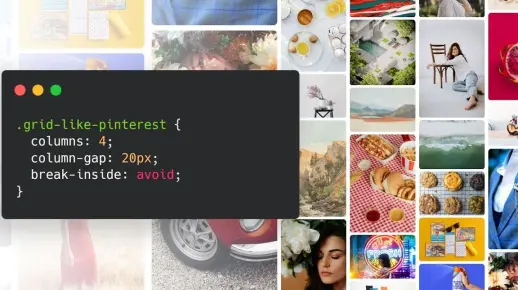 .grid-like-pinterest {
  columns: 4;
  column-gap: 20px;
  break-inside: avoid;
}